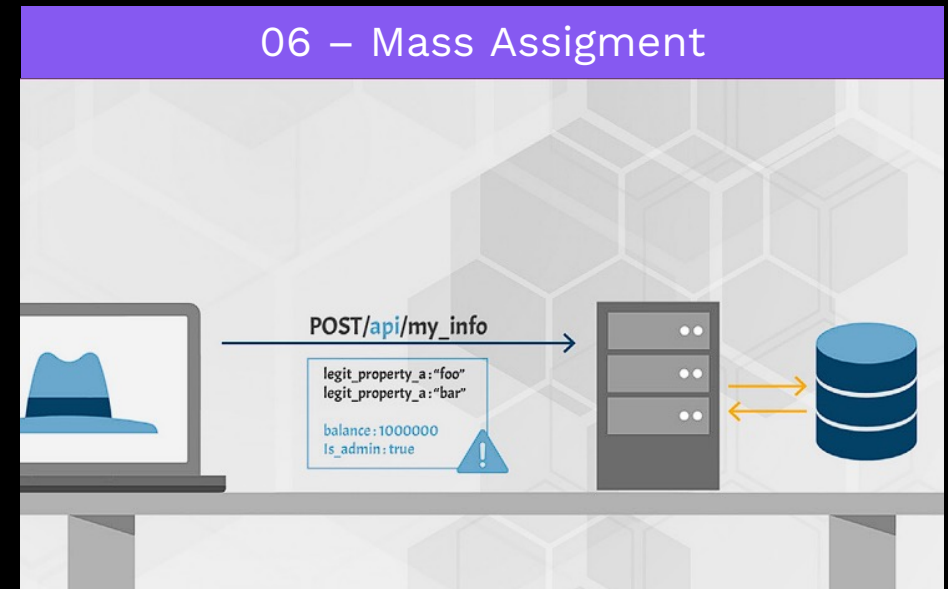 06 – Mass Assigment
POST/api/my_info
legit_property_a:“foo”
legit_property_a:“bar”
balance:1000000
Is_admin:true
!